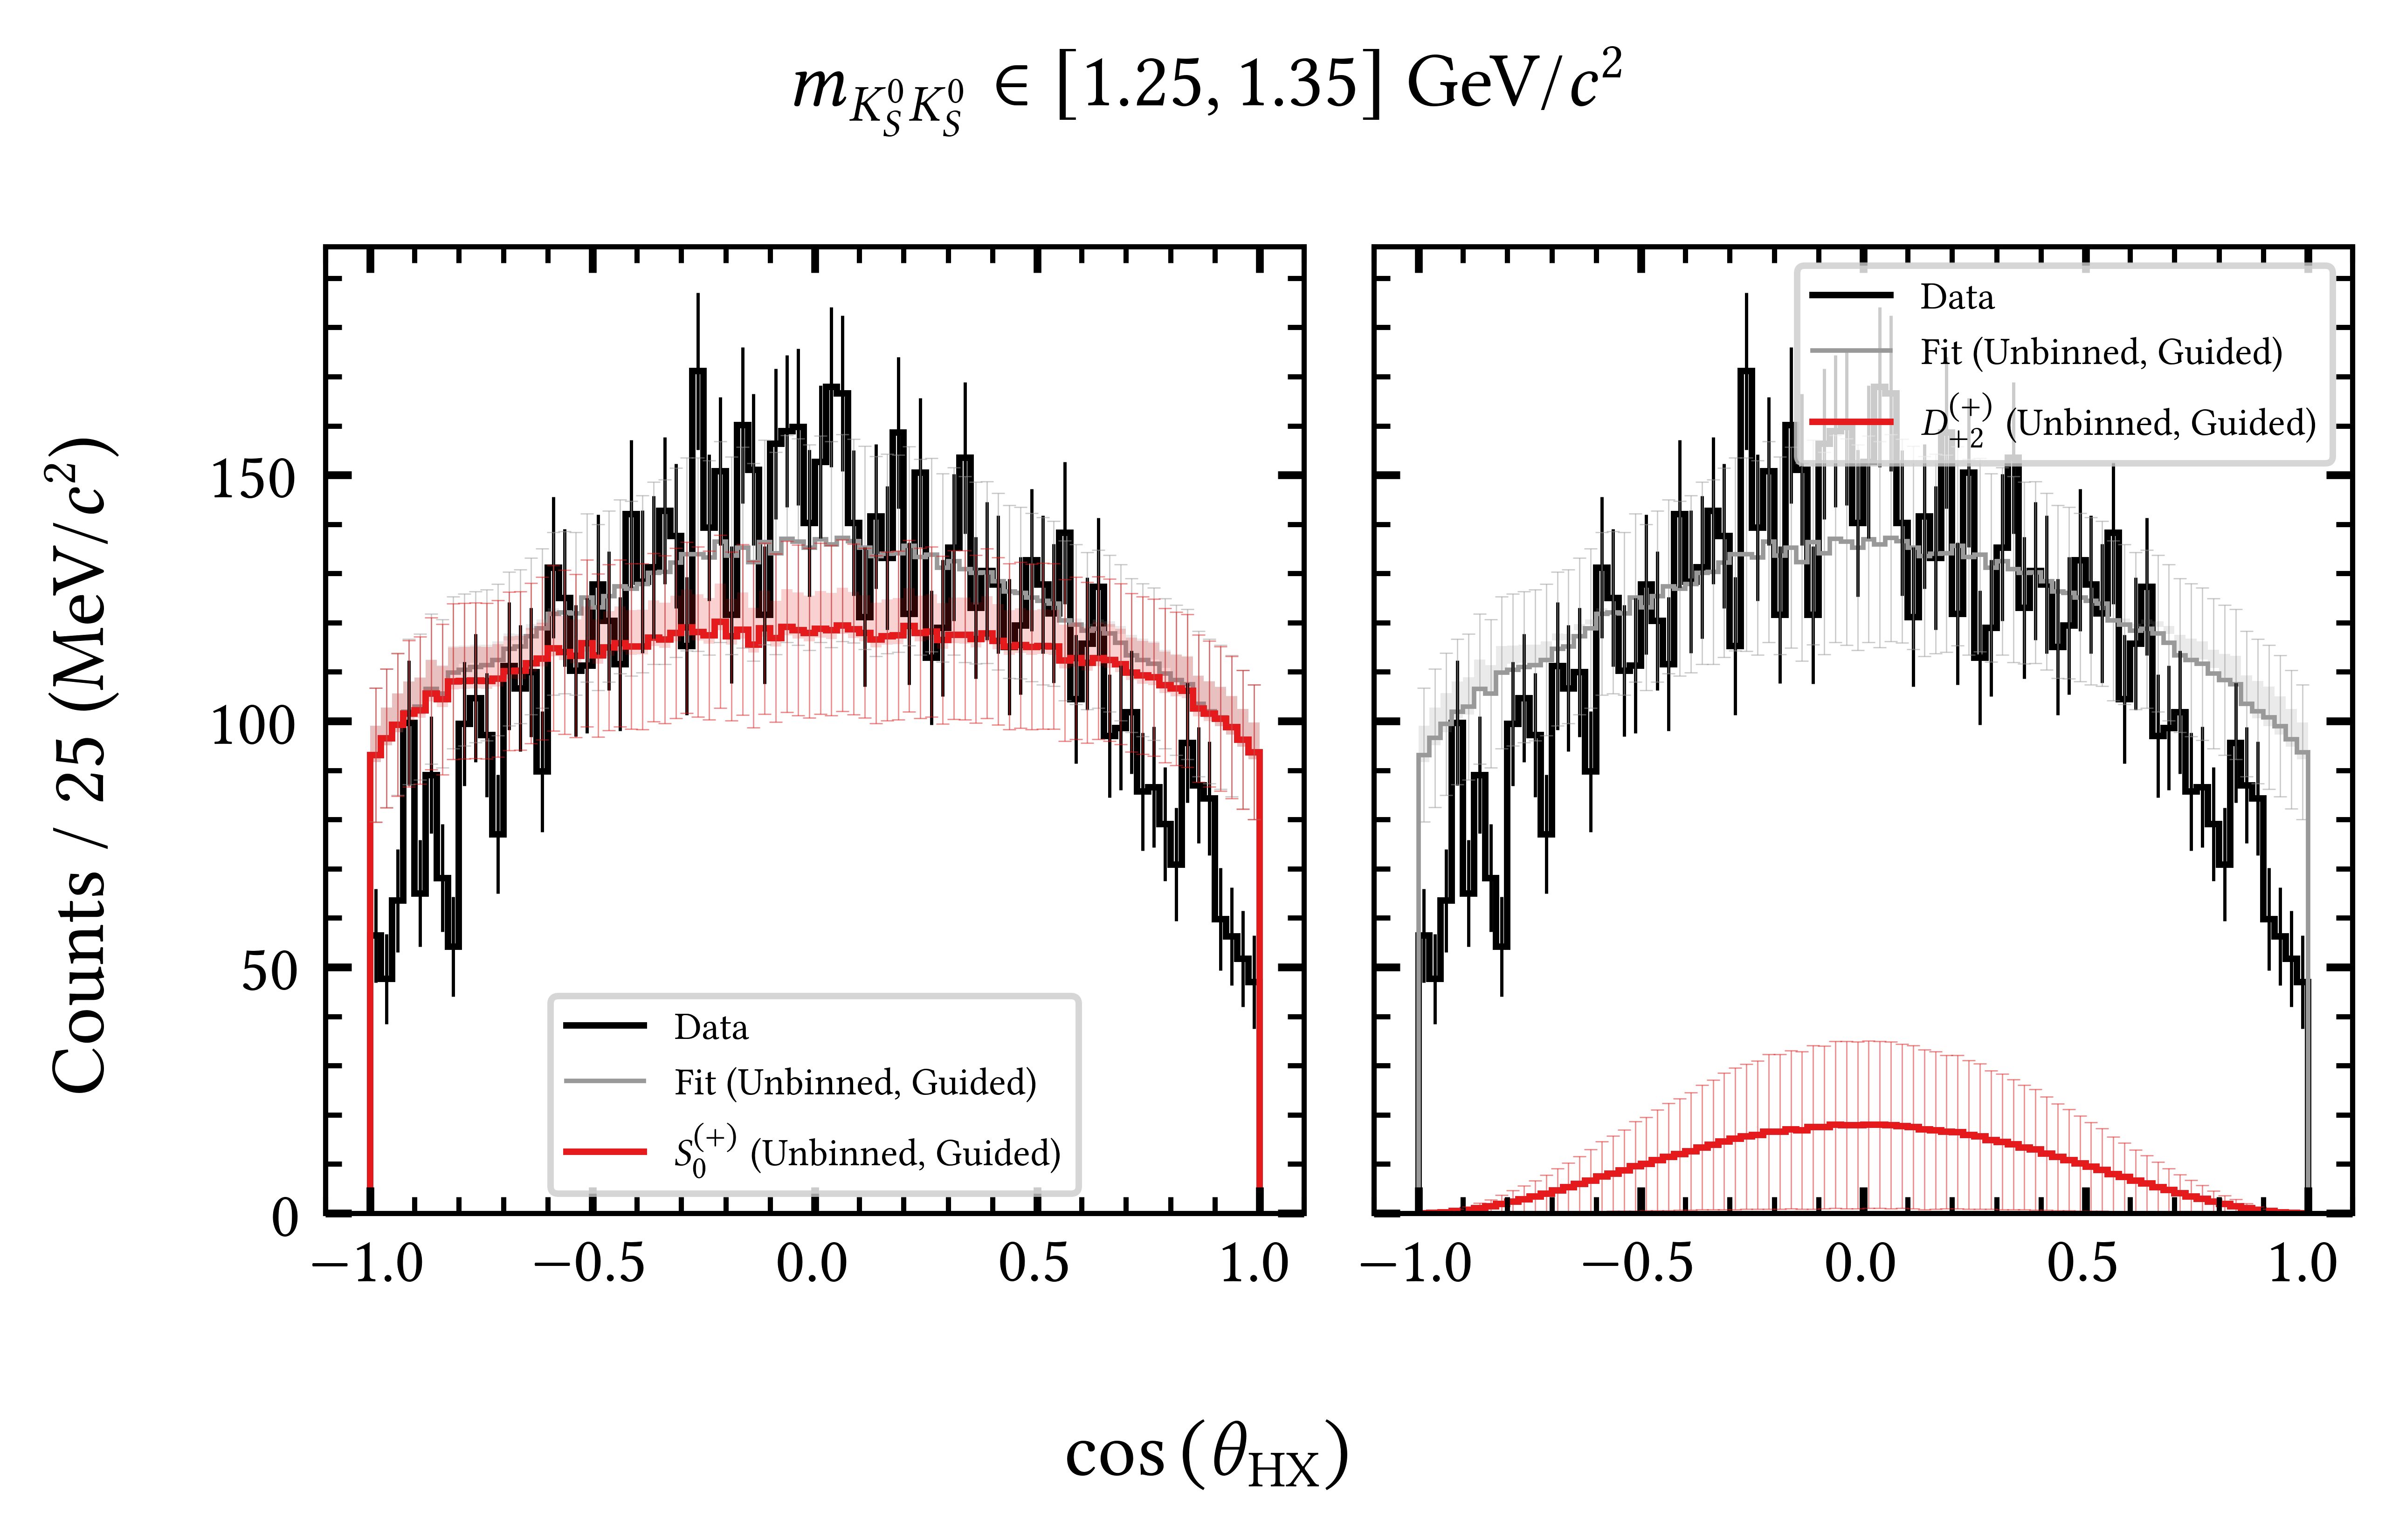 m_{K_S^0 K_S^0} ∈ [1.25, 1.35] GeV/c²
Counts / 25 (MeV/c²)
150
100
50
0
Data
Fit (Unbinned, Guided)
S_0^{(+)} (Unbinned, Guided)
−1.0
−0.5
0.0
0.5
1.0
Data
Fit (Unbinned, Guided)
D_{+2}^{(+)} (Unbinned, Guided)
−1.0
−0.5
0.0
0.5
1.0
cos (θ_{HX})